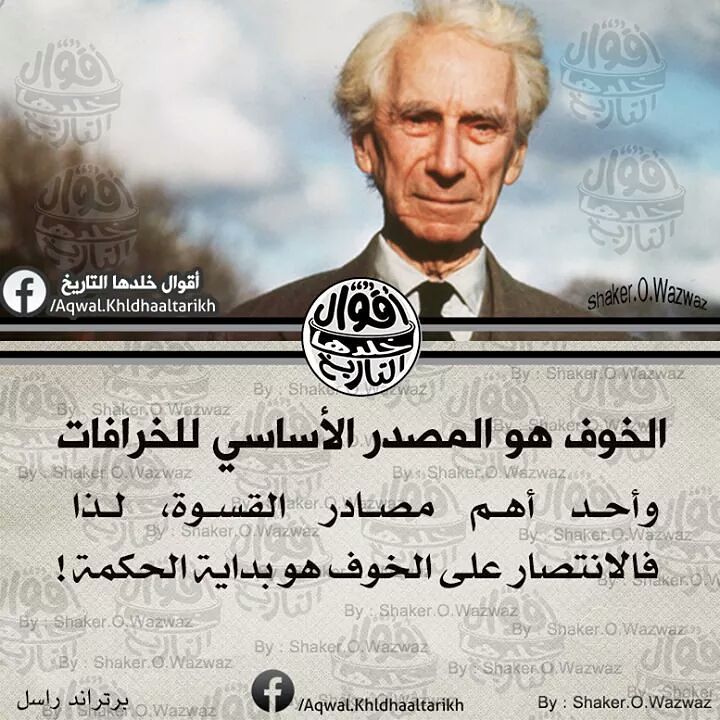 أقوال خلدها التاريخ
/Aqwal.Khldhaaltarikh
Shaker.O.Wazwaz
أقوال
خلدها
التاريخ
الخوف هو المصدر الأساسي للخرافات
وأحد أهم مصادر القسوة، لذا
فالانتصار على الخوف هو بداية الحكمة!
برتراند راسل
/Aqwal.Khldhaaltarikh
By : Shaker.O.Wazwaz